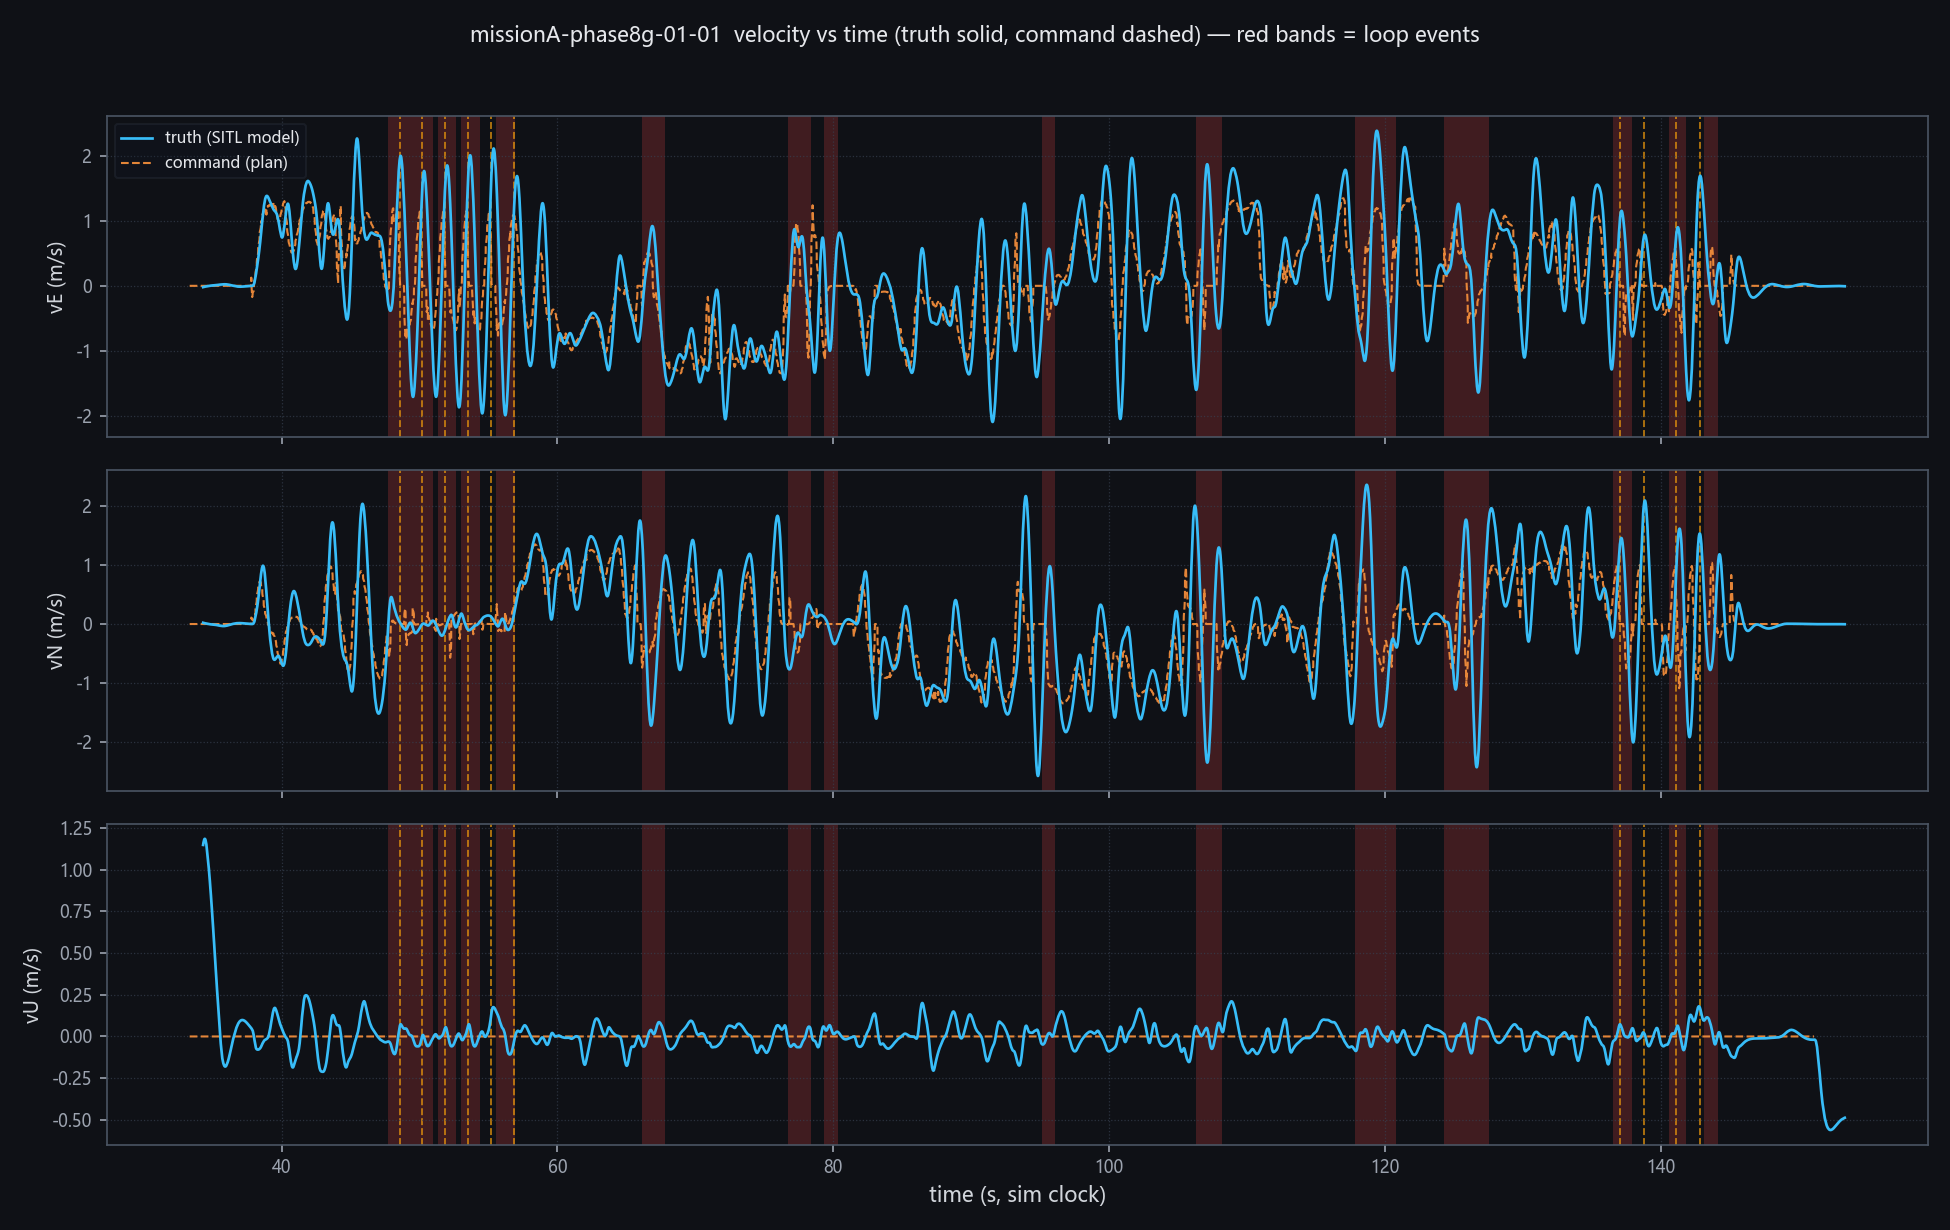 missionA-phase8g-01-01  velocity vs time (truth solid, command dashed) — red bands = loop events
truth (SITL model)
command (plan)
vE (m/s)
2
1
0
-1
-2
vN (m/s)
2
1
0
-1
-2
vU (m/s)
1.25
1.00
0.75
0.50
0.25
0.00
-0.25
-0.50
40 60 80 100 120 140
time (s, sim clock)